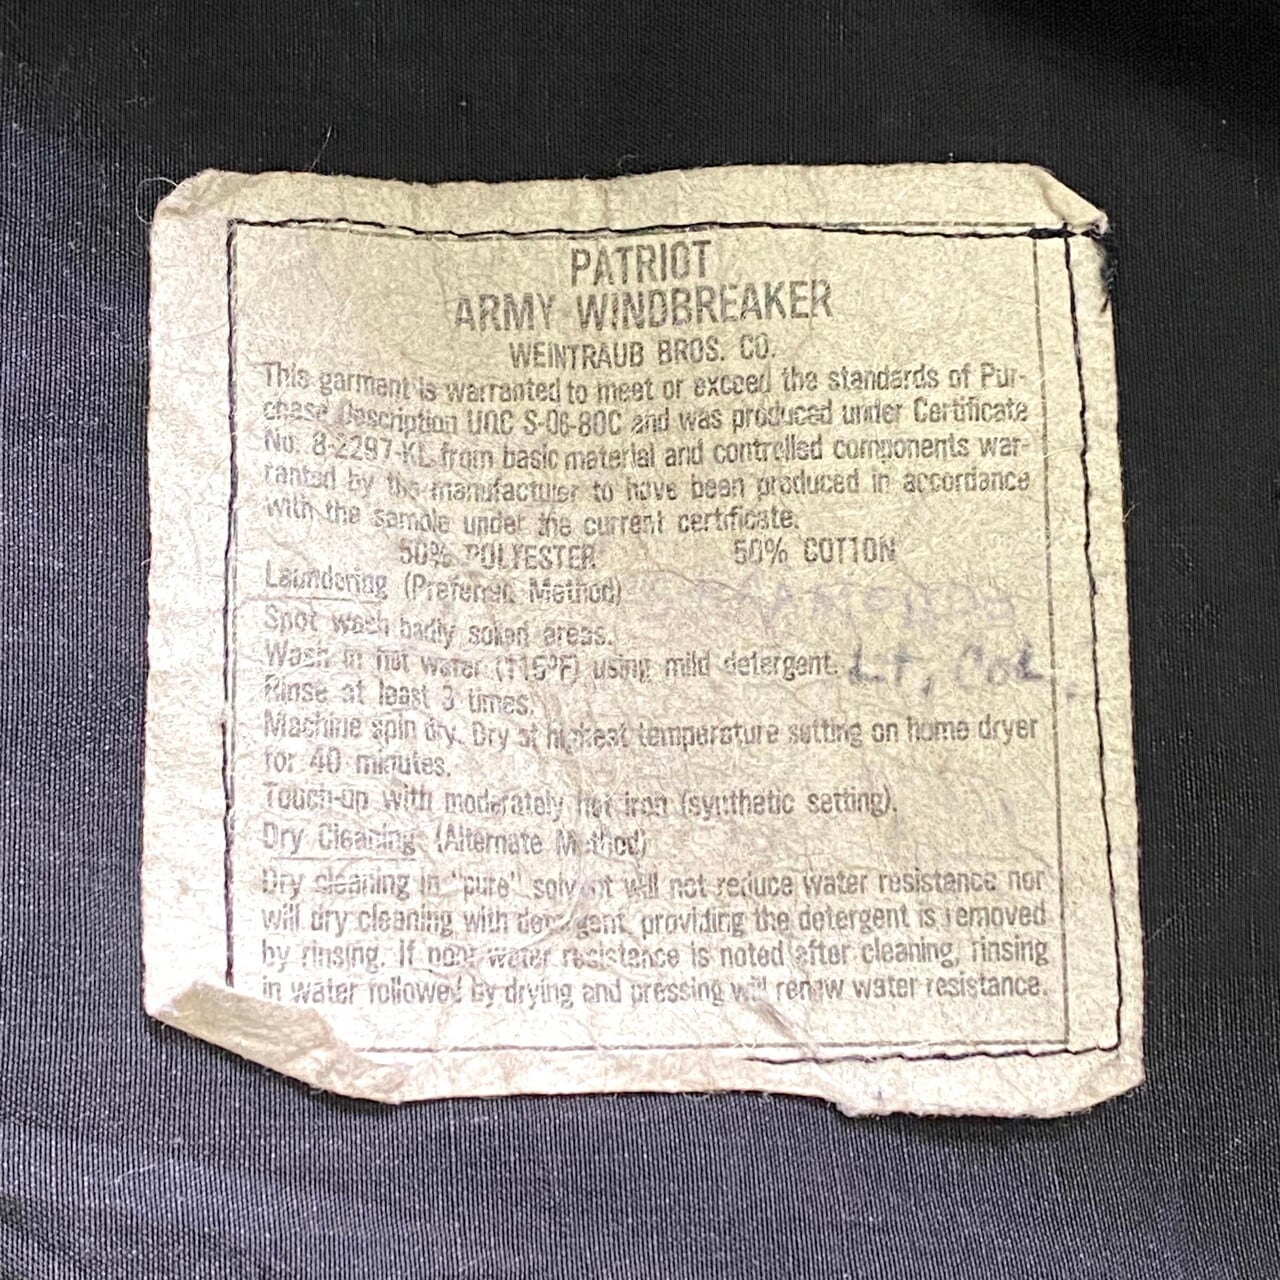 PATRIOT
ARMY WINDBREAKER
WEINTRAUB BROS. CO.
This garment is warranted to meet or exceed the standards of Pur-
chase Description UQC S-06-80C and was produced under Certificate
No. 8-2297-KL from basic material and controlled components war-
ranted by the manufacturer to have been produced in accordance
with the sample under the current certificate.
50% POLYESTER 50% COTTON
Laundering (Preferred Method)
Spot wash badly soiled areas.
Wash in hot water (115°F) using mild detergent. Lt. Col.
Rinse at least 3 times.
Machine spin dry. Dry at highest temperature setting on home dryer
for 40 minutes.
Touch-up with moderately hot iron (synthetic setting).
Dry Cleaning (Alternate Method)
Dry cleaning in "pure" solvent will not reduce water resistance nor
will dry cleaning with detergent, providing the detergent is removed
by rinsing. If poor water resistance is noted after cleaning, rinsing
in water followed by drying and pressing will renew water resistance.